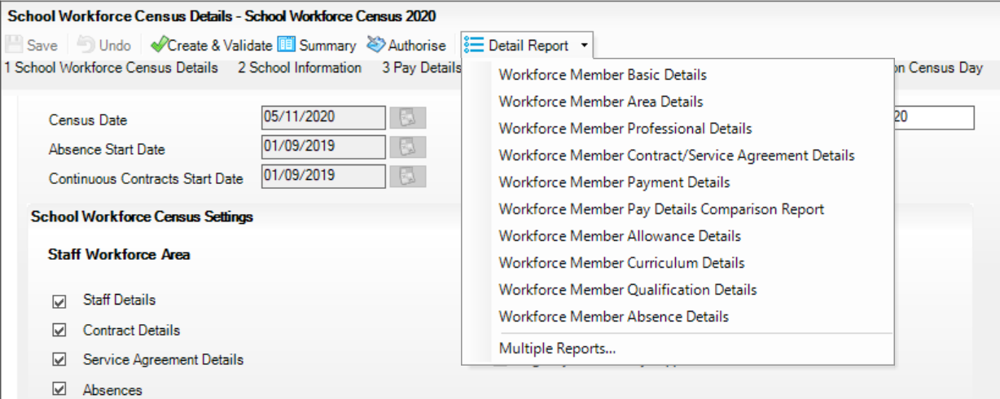 School Workforce Census Details - School Workforce Census 2020
Save Undo Create & Validate Summary Authorise Detail Report
1 School Workforce Census Details 2 School Information 3 Pay Details on Census Day
Workforce Member Basic Details
Workforce Member Area Details
Census Date 05/11/2020 20
Workforce Member Professional Details
Absence Start Date 01/09/2019
Workforce Member Contract/Service Agreement Details
Continuous Contracts Start Date 01/09/2019
Workforce Member Payment Details
Workforce Member Pay Details Comparison Report
School Workforce Census Settings
Workforce Member Allowance Details
Staff Workforce Area
Workforce Member Curriculum Details
Workforce Member Qualification Details
Staff Details
Workforce Member Absence Details
Contract Details
Multiple Reports...
Service Agreement Details
Absences